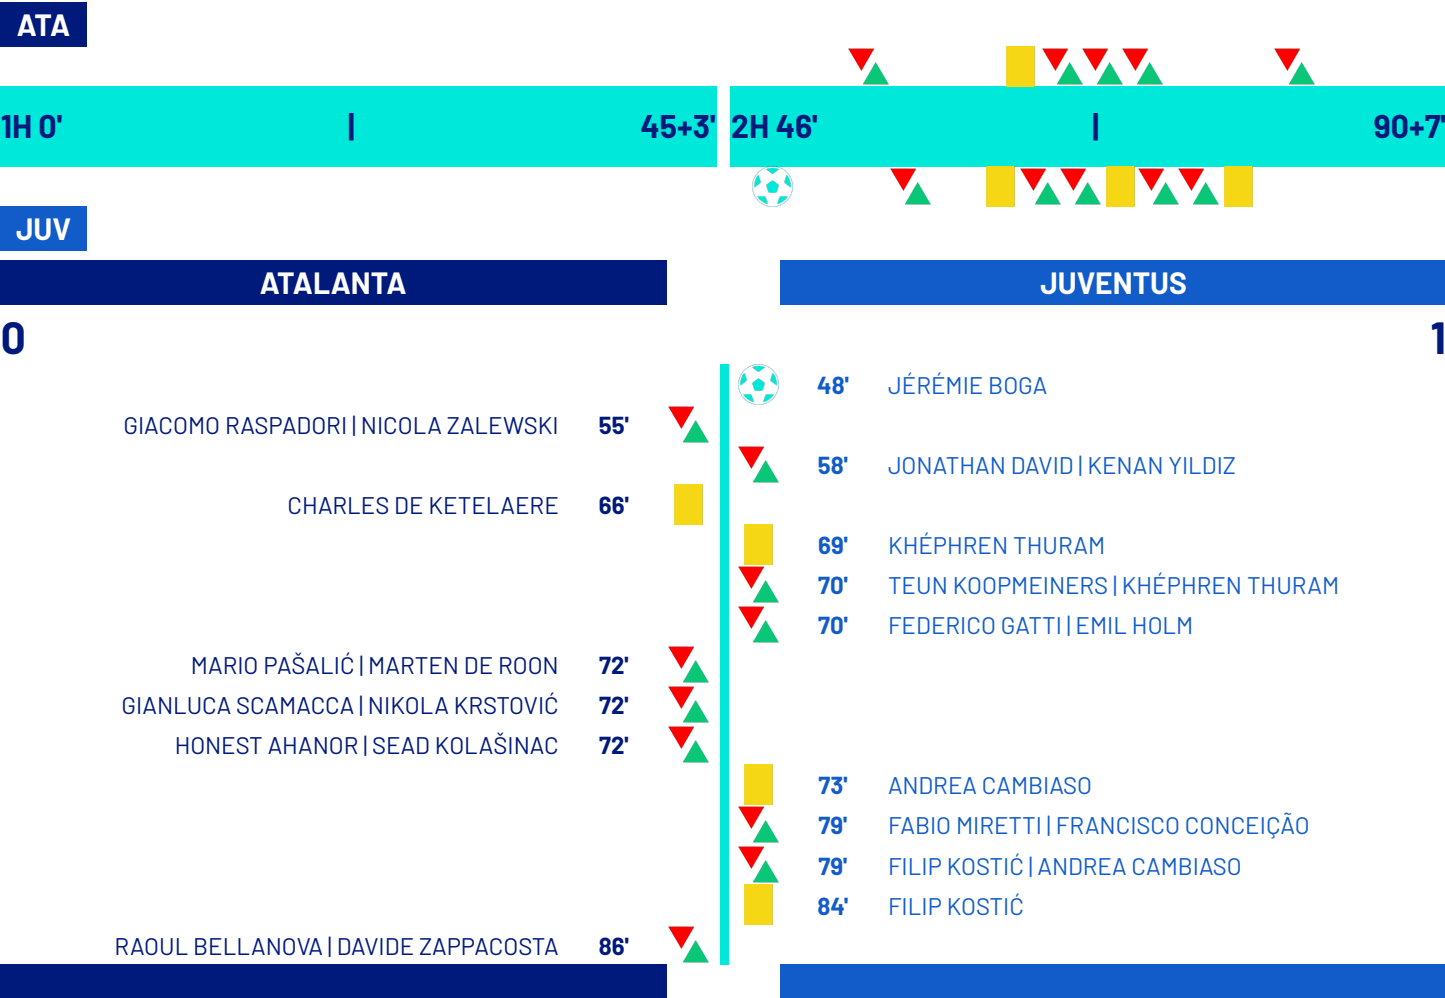 ATA
1H 0' | 45+3' 2H 46' | 90+7'
JUV
ATALANTA JUVENTUS
0 1
48' JÉRÉMIE BOGA
GIACOMO RASPADORI | NICOLA ZALEWSKI 55'
58' JONATHAN DAVID | KENAN YILDIZ
CHARLES DE KETELAERE 66'
69' KHÉPHREN THURAM
70' TEUN KOOPMEINERS | KHÉPHREN THURAM
70' FEDERICO GATTI | EMIL HOLM
MARIO PAŠALIĆ | MARTEN DE ROON 72'
GIANLUCA SCAMACCA | NIKOLA KRSTOVIĆ 72'
HONEST AHANOR | SEAD KOLAŠINAC 72'
73' ANDREA CAMBIASO
79' FABIO MIRETTI | FRANCISCO CONCEIÇÃO
79' FILIP KOSTIĆ | ANDREA CAMBIASO
84' FILIP KOSTIĆ
RAOUL BELLANOVA | DAVIDE ZAPPACOSTA 86'